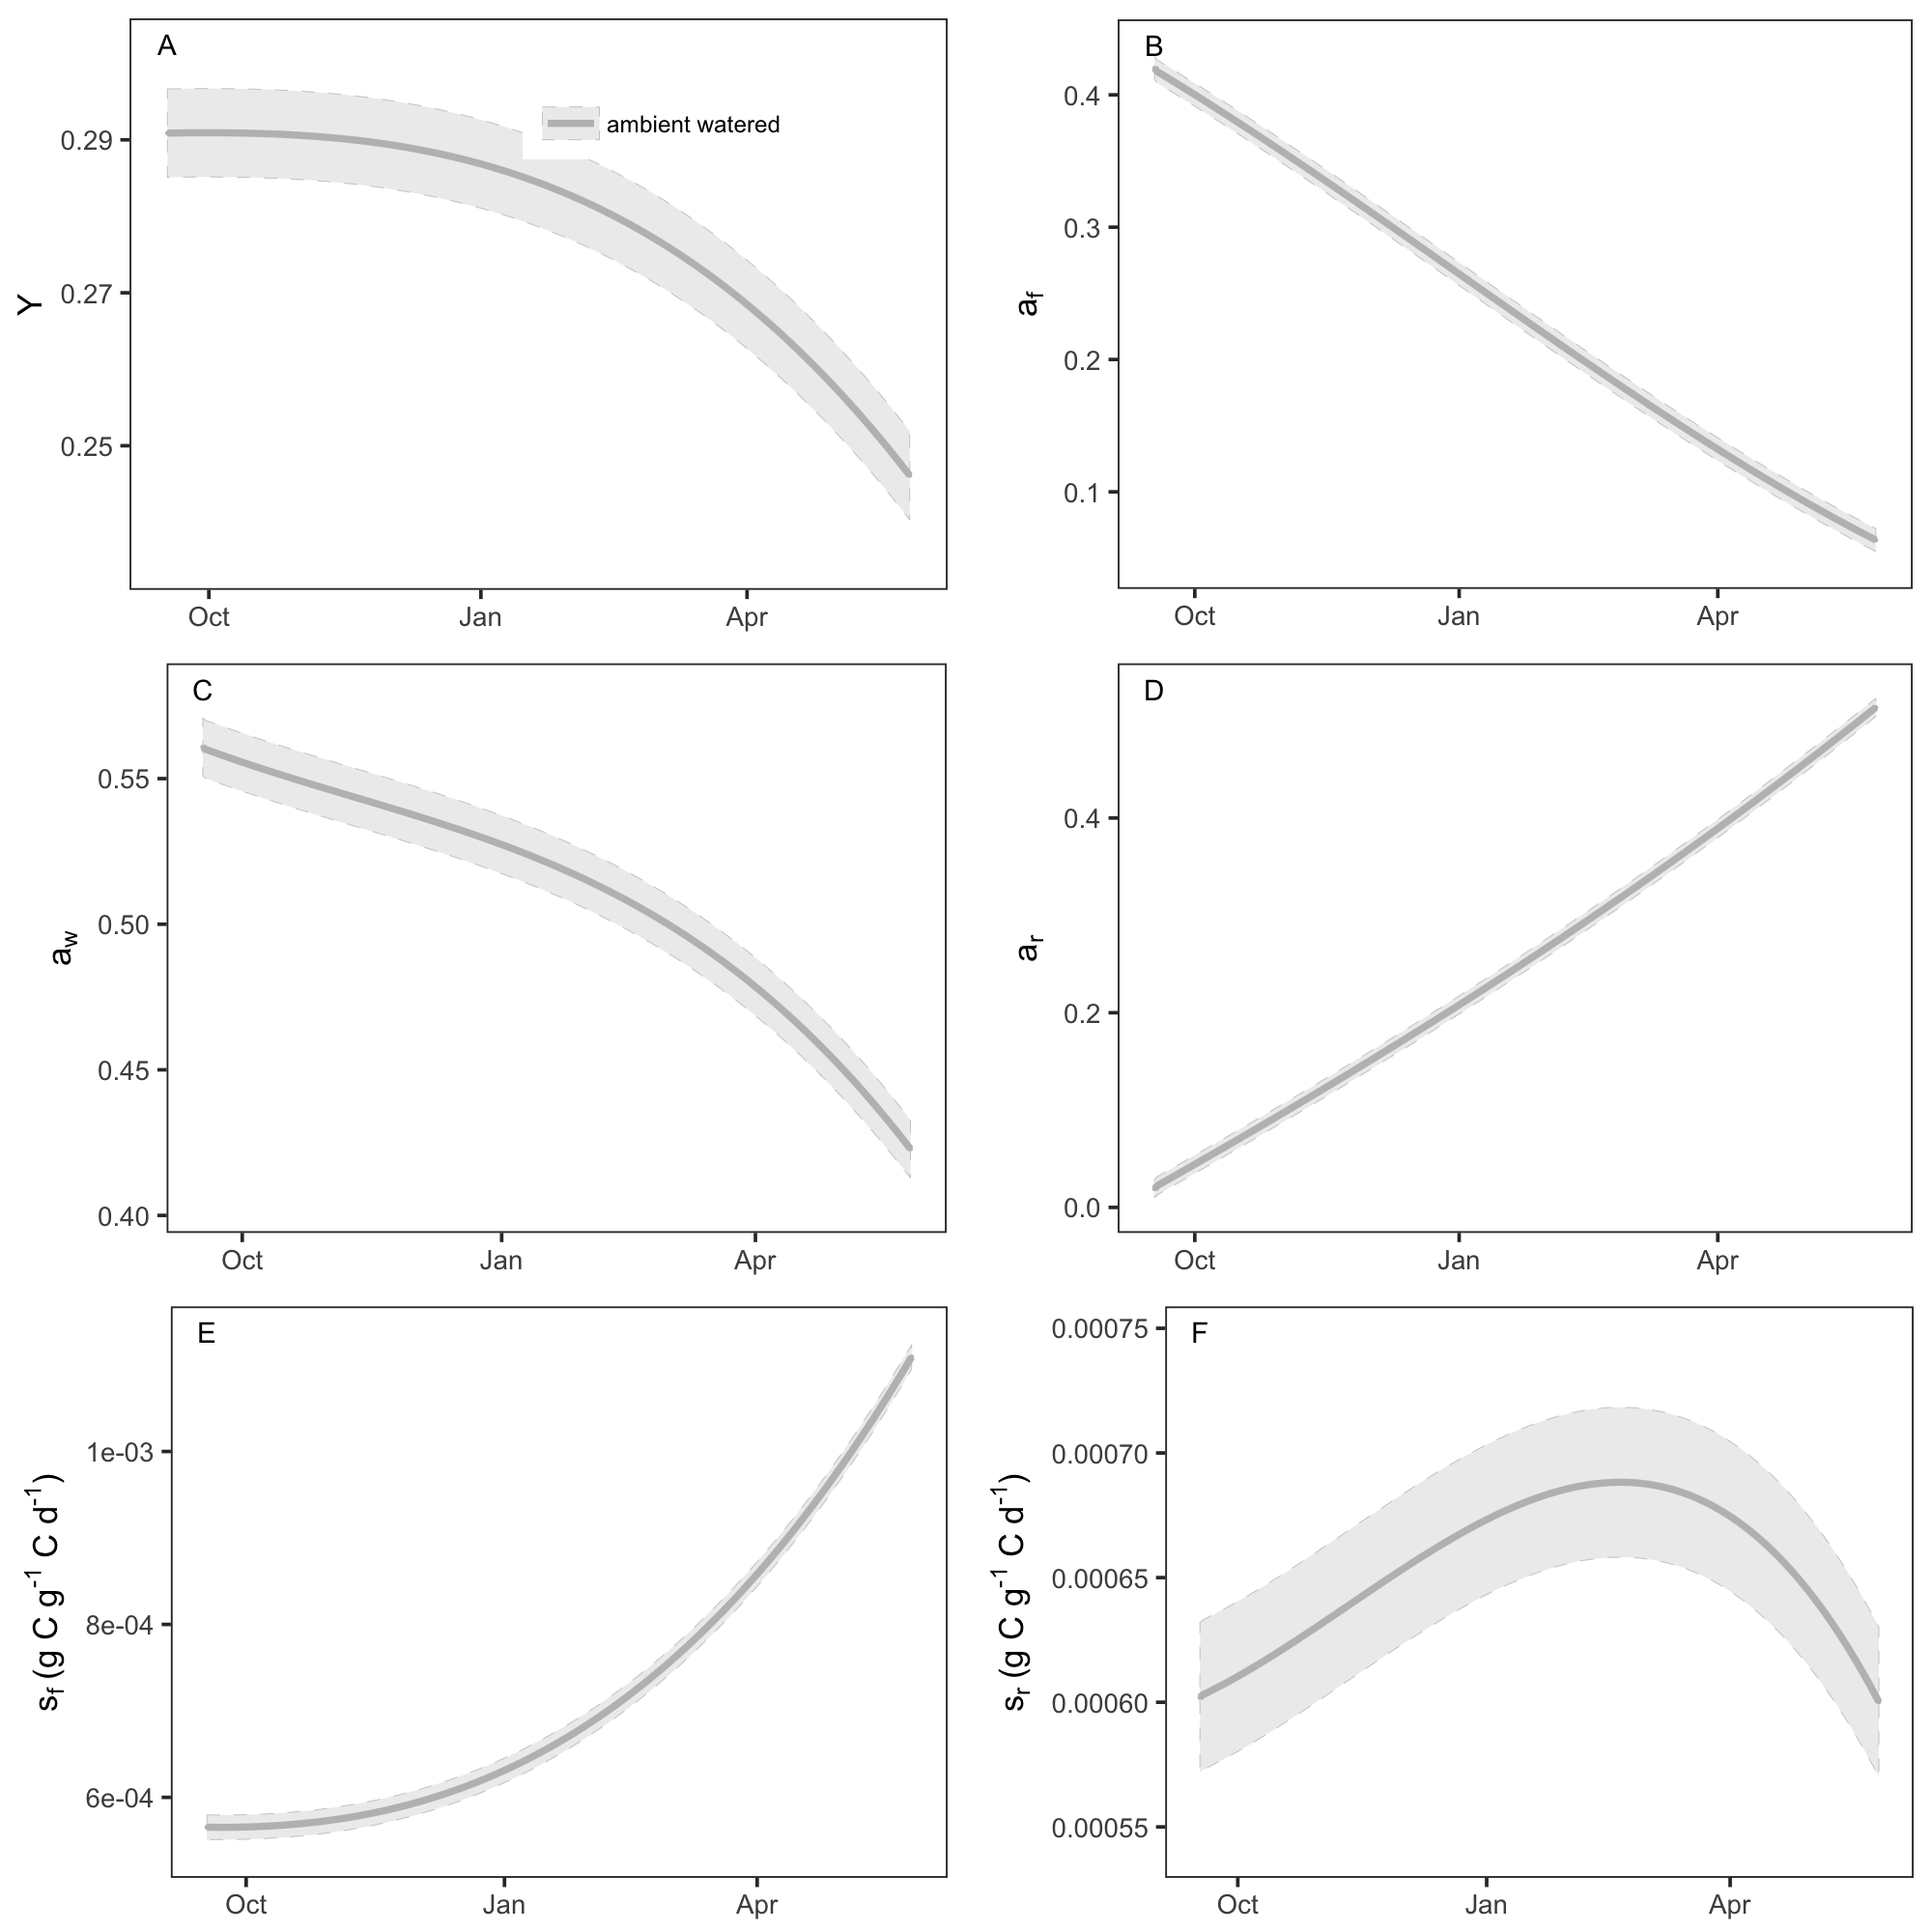 A
ambient watered
0.29
0.27
0.25
Y
Oct Jan Apr
B
0.4
0.3
0.2
0.1
af
Oct Jan Apr
C
0.55
0.50
0.45
0.40
aw
Oct Jan Apr
D
0.4
0.2
0.0
ar
Oct Jan Apr
E
1e-03
8e-04
6e-04
sf (g C g-1 C d-1)
Oct Jan Apr
F
0.00075
0.00070
0.00065
0.00060
0.00055
sr (g C g-1 C d-1)
Oct Jan Apr